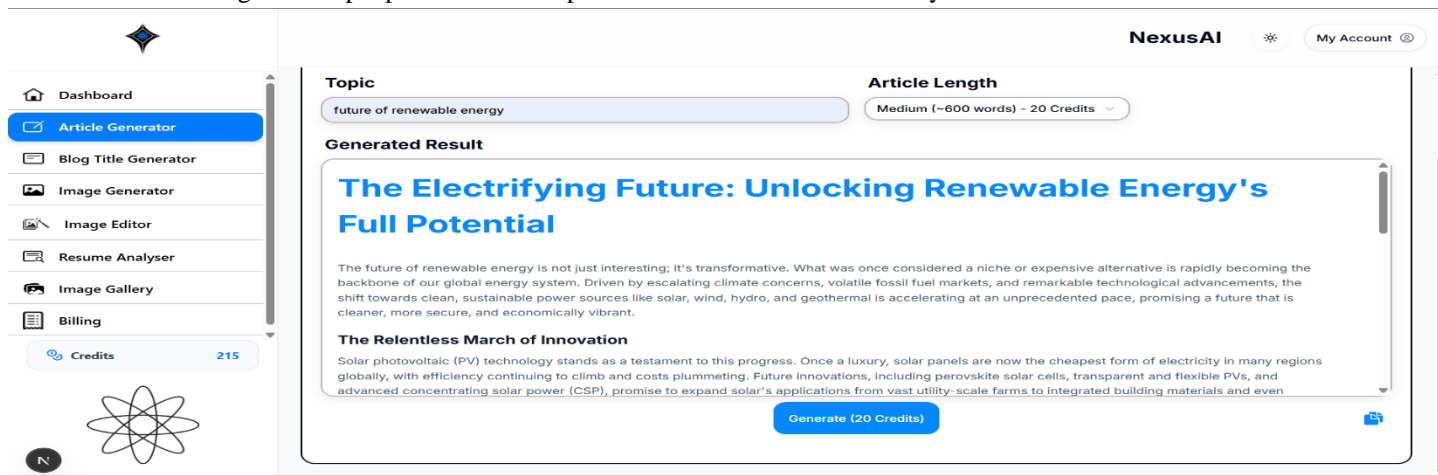 NexusAI
My Account
Dashboard
Article Generator
Blog Title Generator
Image Generator
Image Editor
Resume Analyser
Image Gallery
Billing
Credits 215
N
Topic
Article Length
future of renewable energy
Medium (~600 words) - 20 Credits
Generated Result
The Electrifying Future: Unlocking Renewable Energy's
Full Potential
The future of renewable energy is not just interesting; it's transformative. What was once considered a niche or expensive alternative is rapidly becoming the
backbone of our global energy system. Driven by escalating climate concerns, volatile fossil fuel markets, and remarkable technological advancements, the
shift towards clean, sustainable power sources like solar, wind, hydro, and geothermal is accelerating at an unprecedented pace, promising a future that is
cleaner, more secure, and economically vibrant.
The Relentless March of Innovation
Solar photovoltaic (PV) technology stands as a testament to this progress. Once a luxury, solar panels are now the cheapest form of electricity in many regions
globally, with efficiency continuing to climb and costs plummeting. Future innovations, including perovskite solar cells, transparent and flexible PVs, and
advanced concentrating solar power (CSP), promise to expand solar's applications from vast utility-scale farms to integrated building materials and even
Generate (20 Credits)